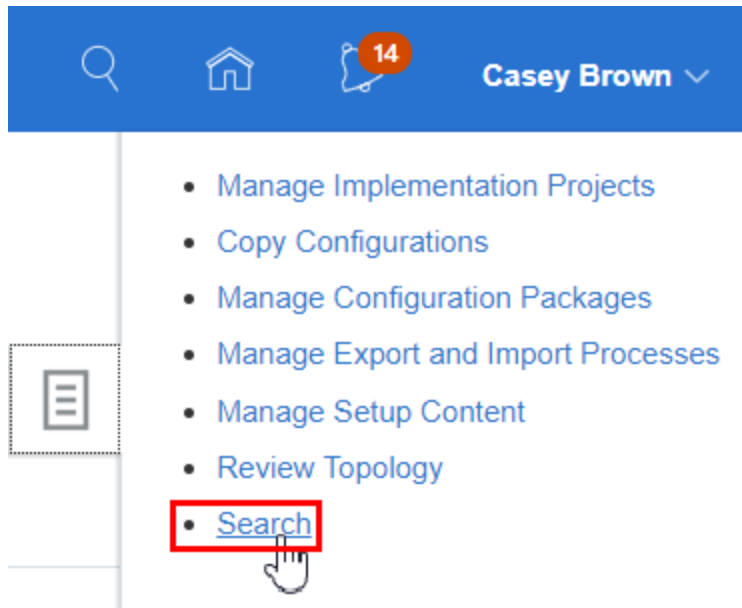 14
Casey Brown
Manage Implementation Projects
Copy Configurations
Manage Configuration Packages
Manage Export and Import Processes
Manage Setup Content
Review Topology
Search